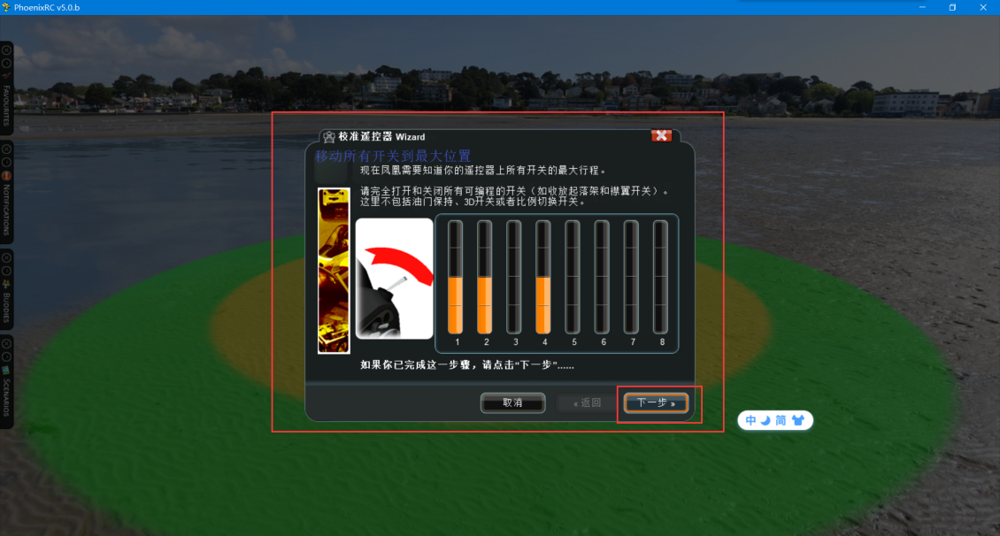 PhoenixRC v5.0.b
FAVOURITES
NOTIFICATIONS
BUDDIES
SCENARIOS
校准遥控器 Wizard
移动所有开关到最大位置
现在凤凰需要知道你的遥控器上所有开关的最大行程。
请完全打开和关闭所有可编程的开关（如收放起落架和襟翼开关）。
这里不包括油门保持、3D开关或者比例切换开关。
1 2 3 4 5 6 7 8
如果你已完成这一步骤，请点击“下一步”......
取消
« 返回
下一步 »
中 简